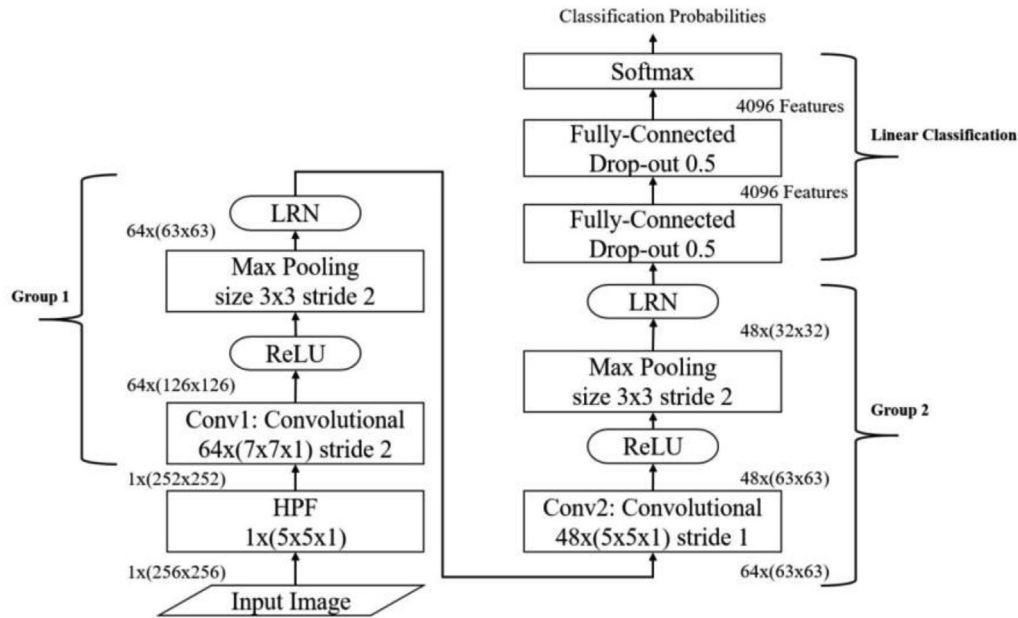 Classification Probabilities
Softmax
4096 Features
Fully-Connected
Drop-out 0.5
Linear Classification
4096 Features
Fully-Connected
Drop-out 0.5
LRN
48x(32x32)
Max Pooling
size 3x3 stride 2
Group 2
ReLU
48x(63x63)
Conv2: Convolutional
48x(5x5x1) stride 1
64x(63x63)
LRN
64x(63x63)
Max Pooling
size 3x3 stride 2
Group 1
ReLU
64x(126x126)
Conv1: Convolutional
64x(7x7x1) stride 2
1x(252x252)
HPF
1x(5x5x1)
1x(256x256)
Input Image